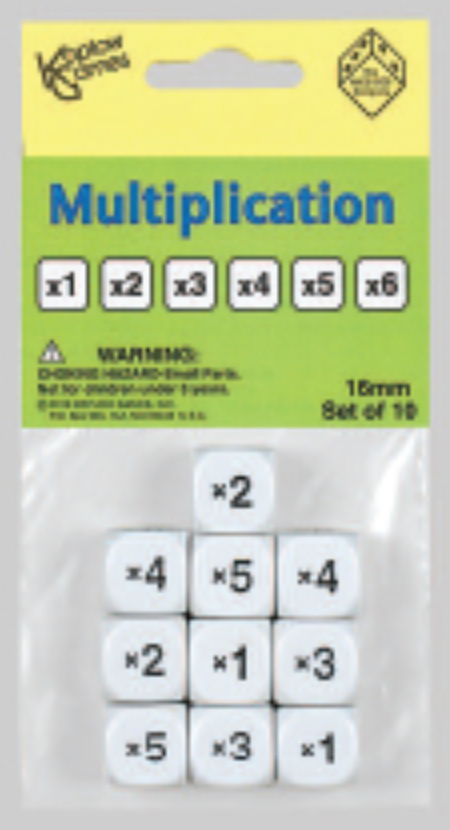 Koplow
Games
Multiplication
x1 x2 x3 x4 x5 x6
WARNING:
CHOKING HAZARD-Small Parts.
Not for children under 3 years.
16mm
Set of 10
×2
×4 ×5 ×4
×2 ×1 ×3
×5 ×3 ×1